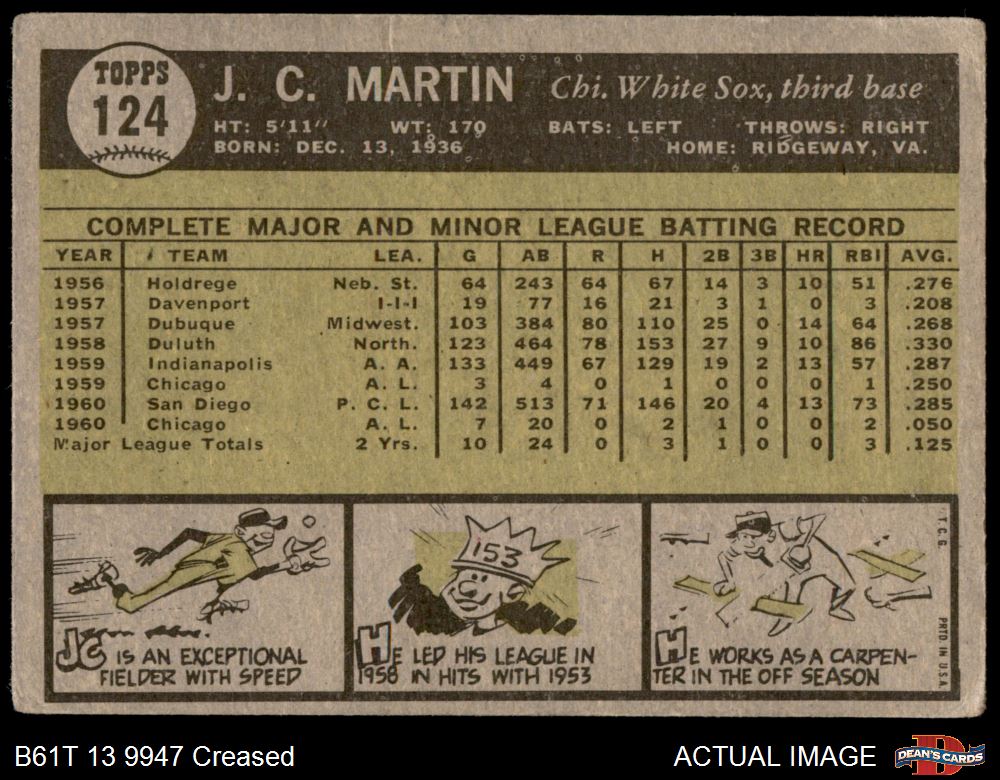 TOPPS
124
J. C. MARTIN Chi. White Sox, third base
HT: 5'11" WT: 170 BATS: LEFT THROWS: RIGHT
BORN: DEC. 13, 1936 HOME: RIDGEWAY, VA.
COMPLETE MAJOR AND MINOR LEAGUE BATTING RECORD
YEAR TEAM LEA. G AB R H 2B 3B HR RBI AVG.
1956 Holdrege Neb. St. 64 243 64 67 14 3 10 51 .276
1957 Davenport I-I-I 19 77 16 21 3 1 0 3 .208
1957 Dubuque Midwest. 103 384 80 110 25 0 14 64 .268
1958 Duluth North. 123 464 78 153 27 9 10 86 .330
1959 Indianapolis A. A. 133 449 67 129 19 2 13 57 .287
1959 Chicago A. L. 3 4 0 1 0 0 0 1 .250
1960 San Diego P. C. L. 142 513 71 146 20 4 13 73 .285
1960 Chicago A. L. 7 20 0 2 1 0 0 2 .050
Major League Totals 2 Yrs. 10 24 0 3 1 0 0 3 .125
JC IS AN EXCEPTIONAL
FIELDER WITH SPEED
153
HE LED HIS LEAGUE IN
1958 IN HITS WITH 1953
HE WORKS AS A CARPEN-
TER IN THE OFF SEASON
T.C.G.
PRTD. IN U.S.A.
B61T 13 9947 Creased
ACTUAL IMAGE
DEAN'S CARDS